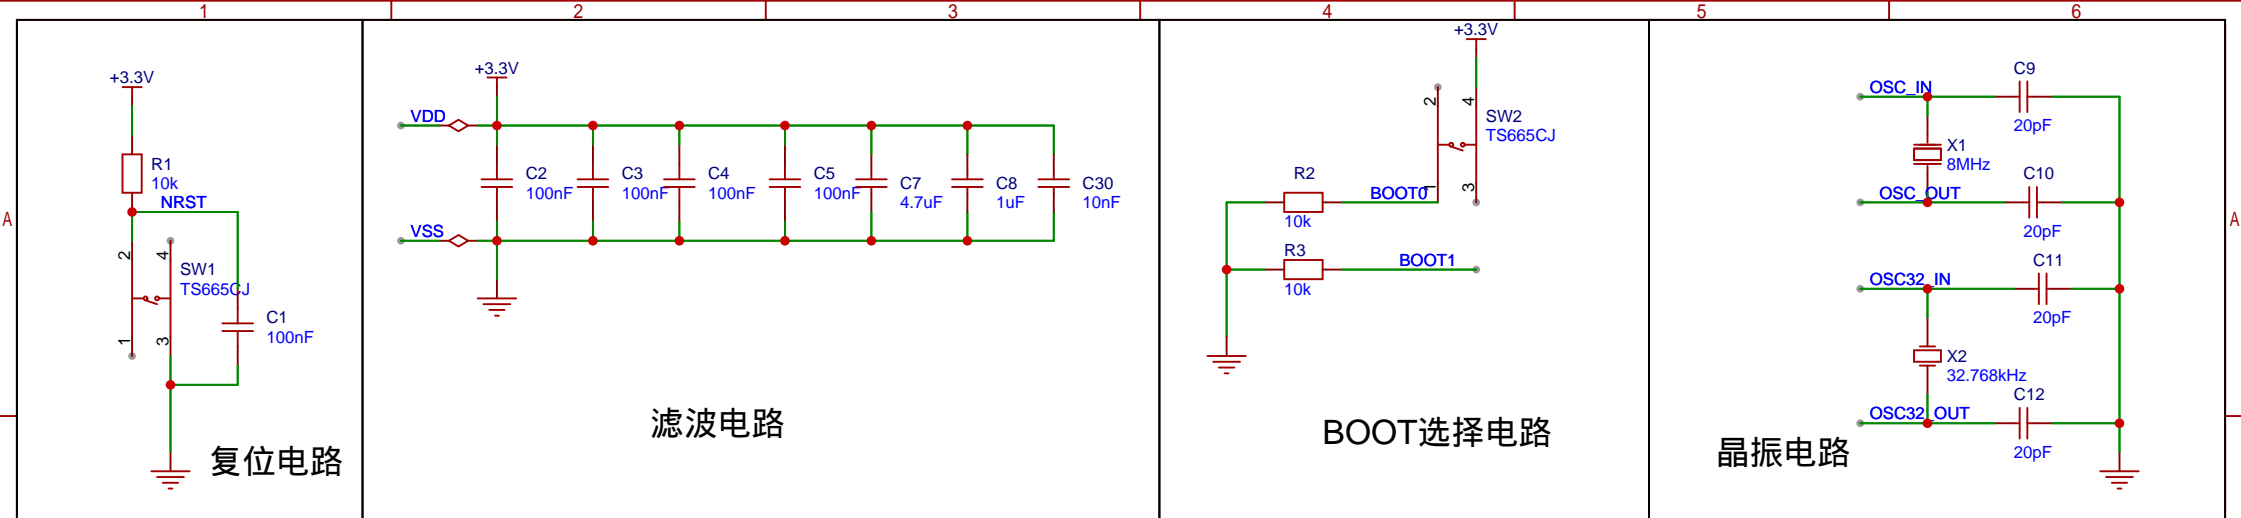 1
2
3
4
5
6
A
A
+3.3V
R1
10k
NRST
2
4
SW1
TS665CJ
1
3
C1
100nF
复位电路
+3.3V
VDD
C2
100nF
C3
100nF
C4
100nF
C5
100nF
C7
4.7uF
C8
1uF
C30
10nF
VSS
滤波电路
+3.3V
2
4
SW2
TS665CJ
1
3
R2
10k
BOOT0
R3
10k
BOOT1
BOOT选择电路
OSC_IN
C9
20pF
X1
8MHz
OSC_OUT
C10
20pF
OSC32_IN
C11
20pF
X2
32.768kHz
OSC32_OUT
C12
20pF
晶振电路